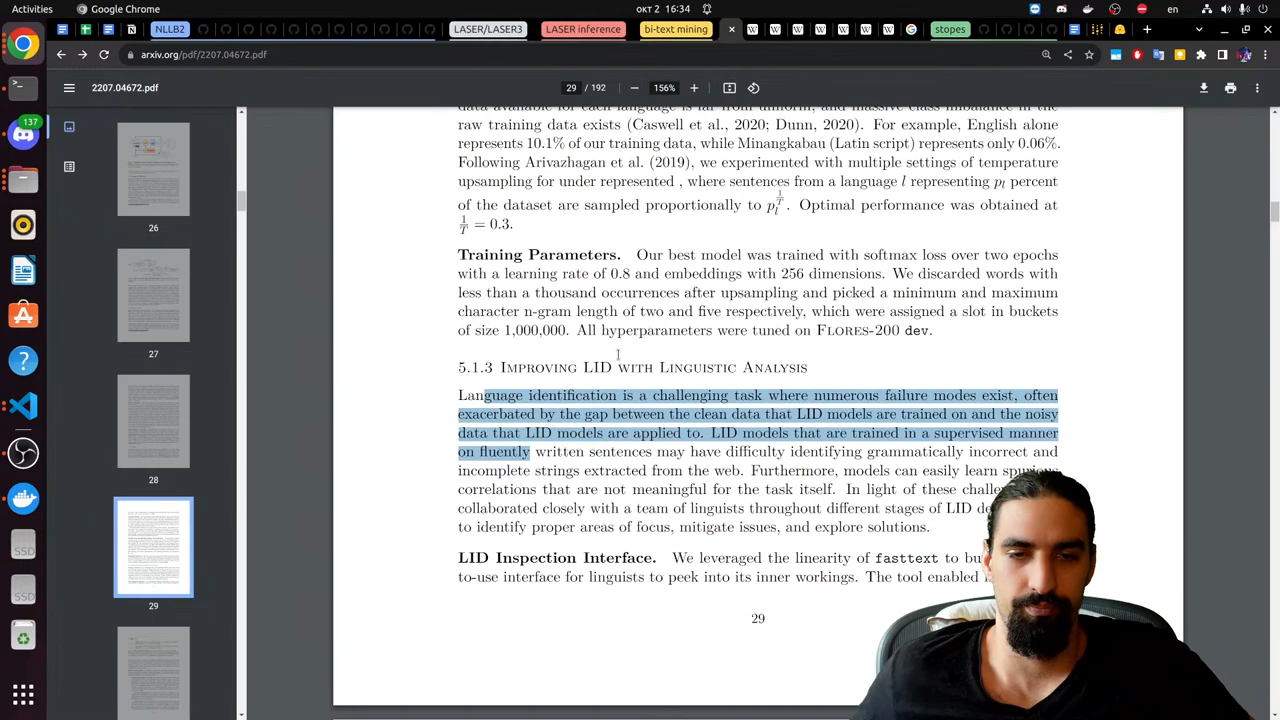 Activities
Google Chrome
окт 2 16:34
en
NLLB2
LASER/LASER3
LASER inference
bi-text mining
stopes
arxiv.org/pdf/2207.04672.pdf
2207.04672.pdf
29 / 192
156%
137
26
27
28
29
data available for each language is far from uniform, and massive class imbalance in the
raw training data exists (Caswell et al., 2020; Dunn, 2020). For example, English alone
represents 10.1% of our training data, while Minangkabau (Latin script) represents only 0.06%.
Following Arivazhagan et al. (2019), we experimented with multiple settings of temperature
upsampling for under represented , where sentences from a language l representing pl percent
of the dataset are sampled proportionally to pl^1/T. Optimal performance was obtained at
1/T = 0.3.
Training Parameters. Our best model was trained with softmax loss over two epochs
with a learning rate of 0.8 and embeddings with 256 dimensions. We discarded words with
less than a thousand occurrences after upsampling and picked a minimum and maximum
character n-gram length of two and five respectively, which were assigned a slot in buckets
of size 1,000,000. All hyperparameters were tuned on Flores-200 dev.
5.1.3 Improving LID with Linguistic Analysis
Language identification is a challenging task where numerous failure modes exist, often
exacerbated by the gap between the clean data that LID models are trained on and the noisy
data that LID models are applied to. LID models that are trained in a supervised manner
on fluently written sentences may have difficulty identifying grammatically incorrect and
incomplete strings extracted from the web. Furthermore, models can easily learn spurious
correlations that are not meaningful for the task itself. In light of these
collaborated closely with a team of linguists throughout different stages of LID
to identify proper areas of focus, mitigate issues, and explore solutions.
LID Inspection Interface. We leveraged the linearity of fasttext to
to-use interface for linguists to peek into its inner workings. The tool enabled
29